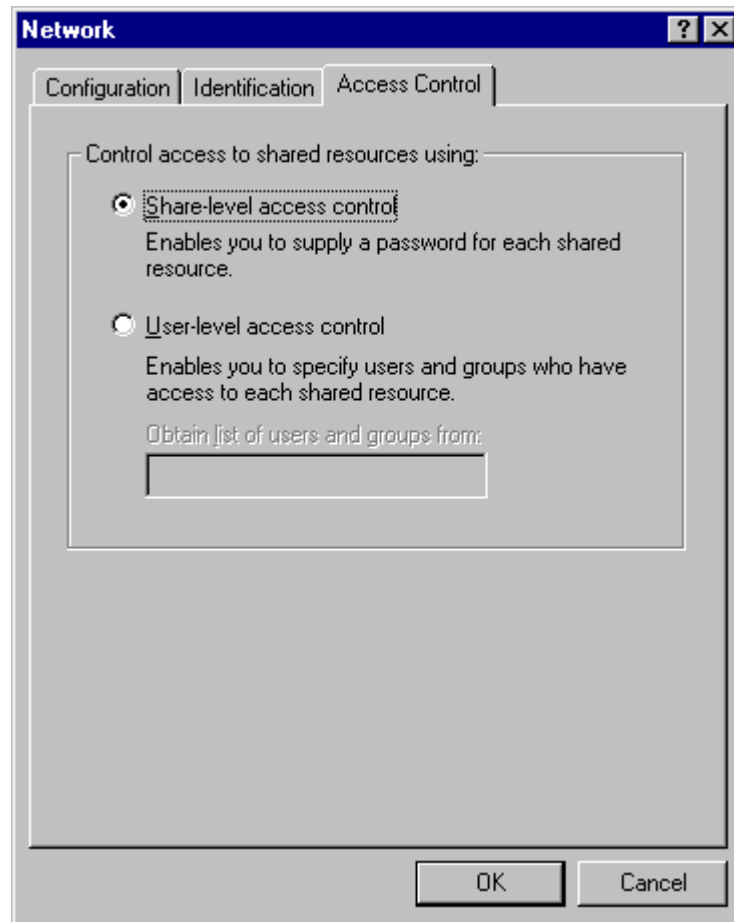 Network
Configuration
Identification
Access Control
Control access to shared resources using:
Share-level access control
Enables you to supply a password for each shared
resource.
User-level access control
Enables you to specify users and groups who have
access to each shared resource.
Obtain list of users and groups from:
OK
Cancel